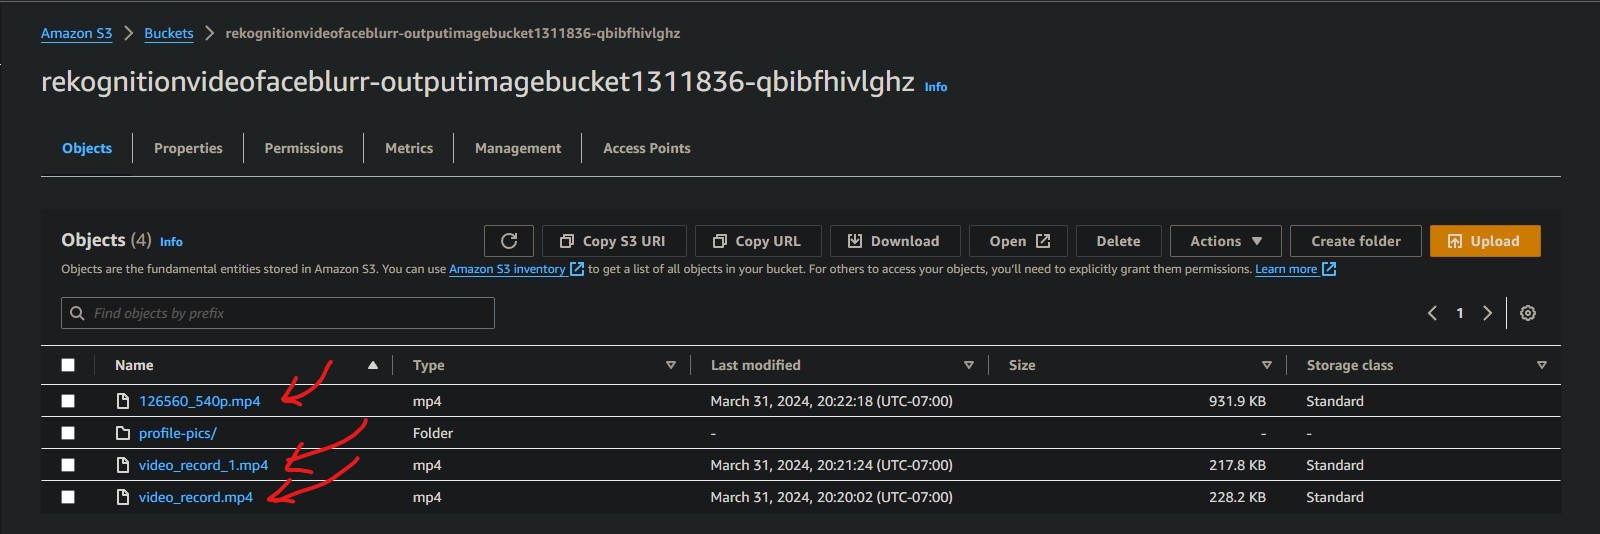 Amazon S3 > Buckets > rekognitionvideofaceblurr-outputimagebucket1311836-qbibfhivlghz
rekognitionvideofaceblurr-outputimagebucket1311836-qbibfhivlghz Info
Objects Properties Permissions Metrics Management Access Points
Objects (4) Info Copy S3 URI Copy URL Download Open Delete Actions Create folder Upload
Objects are the fundamental entities stored in Amazon S3. You can use Amazon S3 inventory to get a list of all objects in your bucket. For others to access your objects, you'll need to explicitly grant them permissions. Learn more
Find objects by prefix 1
Name Type Last modified Size Storage class
126560_540p.mp4 mp4 March 31, 2024, 20:22:18 (UTC-07:00) 931.9 KB Standard
profile-pics/ Folder - - -
video_record_1.mp4 mp4 March 31, 2024, 20:21:24 (UTC-07:00) 217.8 KB Standard
video_record.mp4 mp4 March 31, 2024, 20:20:02 (UTC-07:00) 228.2 KB Standard